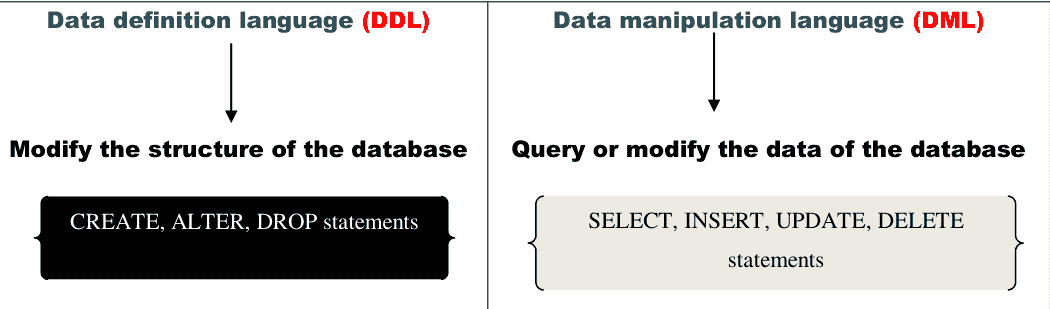 Data definition language (DDL)
Modify the structure of the database
CREATE, ALTER, DROP statements
Data manipulation language (DML)
Query or modify the data of the database
SELECT, INSERT, UPDATE, DELETE
statements